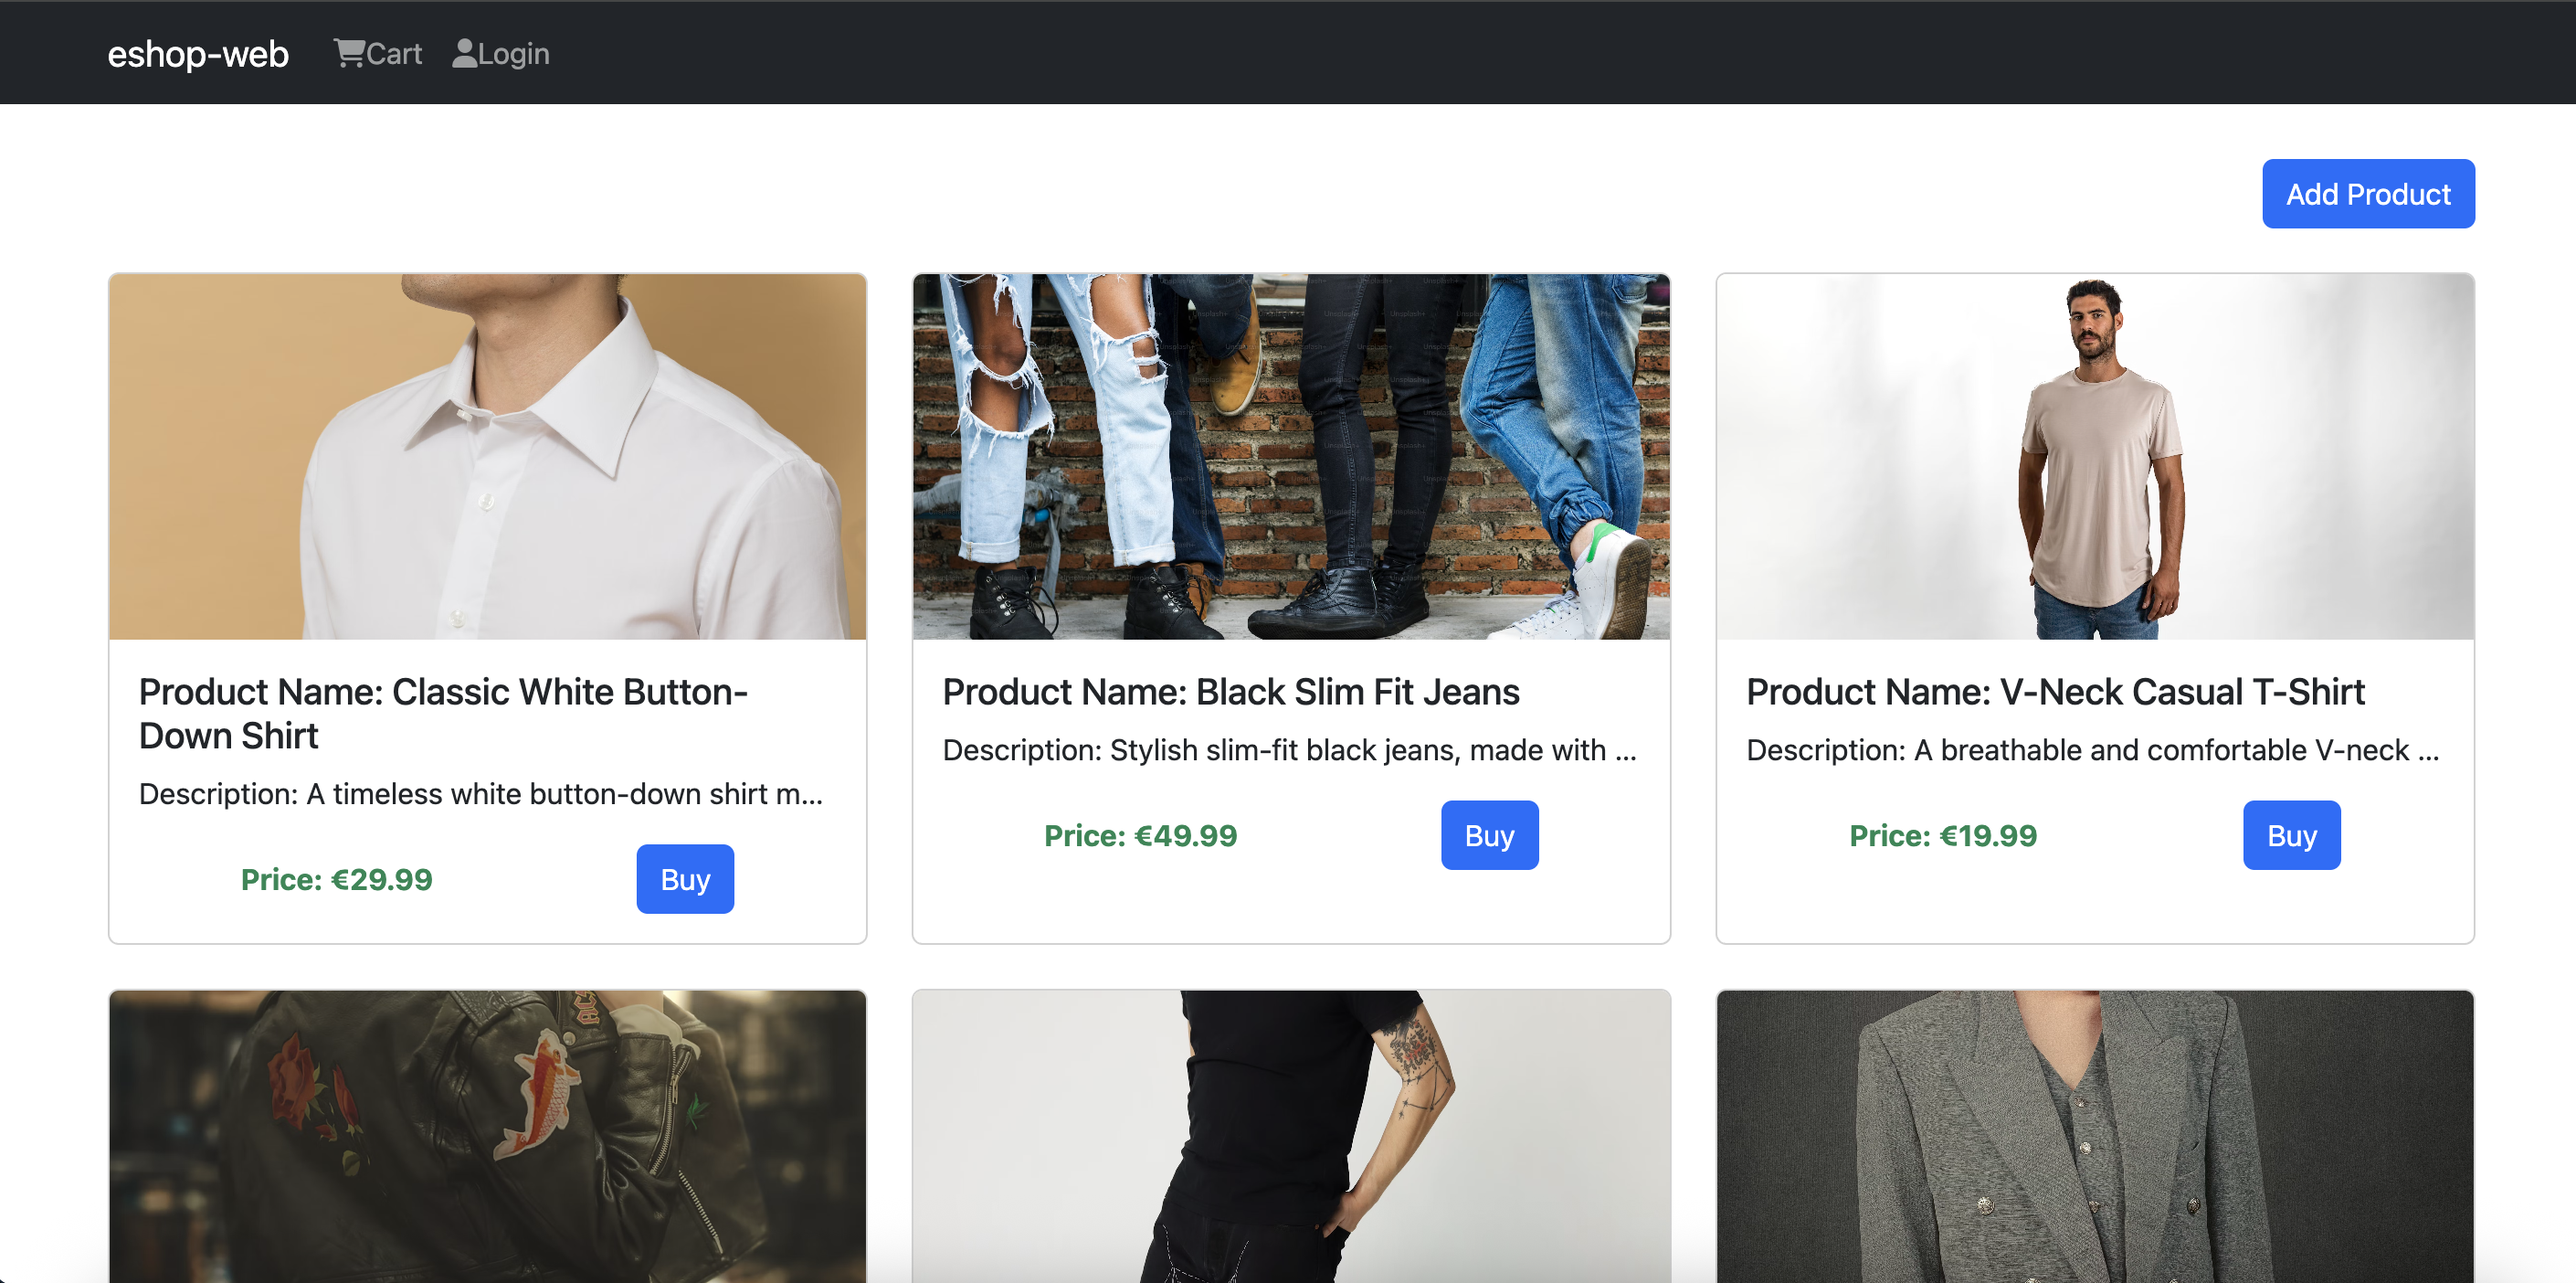 eshop-web Cart Login
Add Product
Product Name: Classic White Button-
Down Shirt
Description: A timeless white button-down shirt m...
Price: €29.99 Buy
Product Name: Black Slim Fit Jeans
Description: Stylish slim-fit black jeans, made with ...
Price: €49.99 Buy
Product Name: V-Neck Casual T-Shirt
Description: A breathable and comfortable V-neck ...
Price: €19.99 Buy